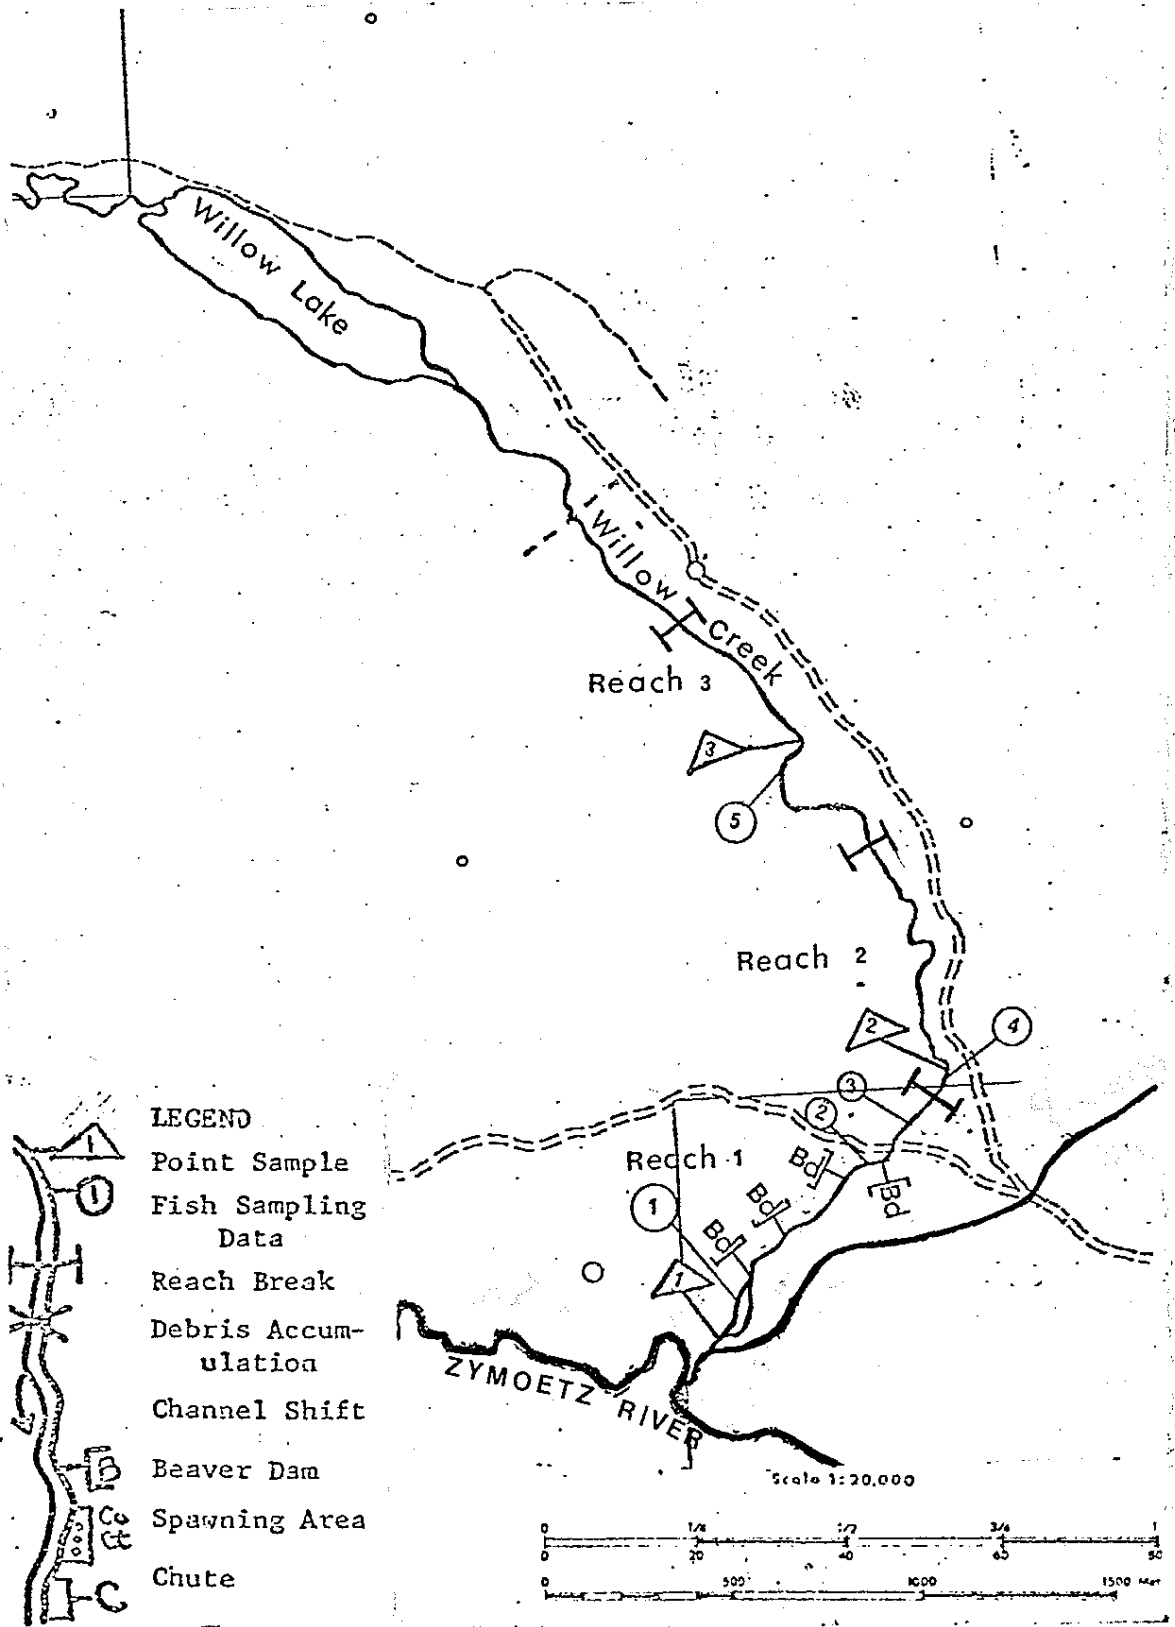 Willow Lake
Willow
Creek
Reach 3
3
5
Reach 2
2
4
3
2
Reach 1
Bd
Bd
1
Bd
Bd
1
LEGEND
1
Point Sample
1
Fish Sampling
Data
Reach Break
Debris Accum-
ulation
Channel Shift
B
Beaver Dam
Co
Ct
Spawning Area
C
Chute
ZYMOETZ RIVER
Scale 1:20,000
0 1/4 1/2 3/4 1
0 20 40 60
0 500 1000 1500